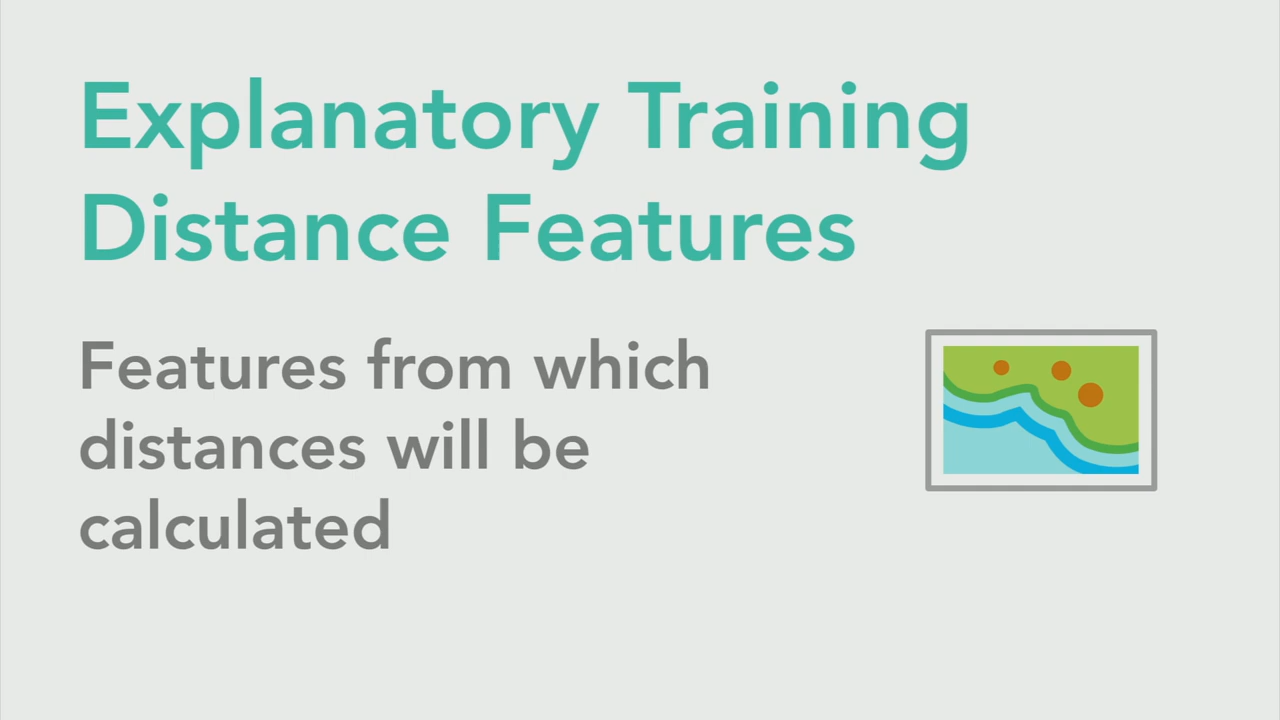 Explanatory Training
Distance Features
Features from which
distances will be
calculated